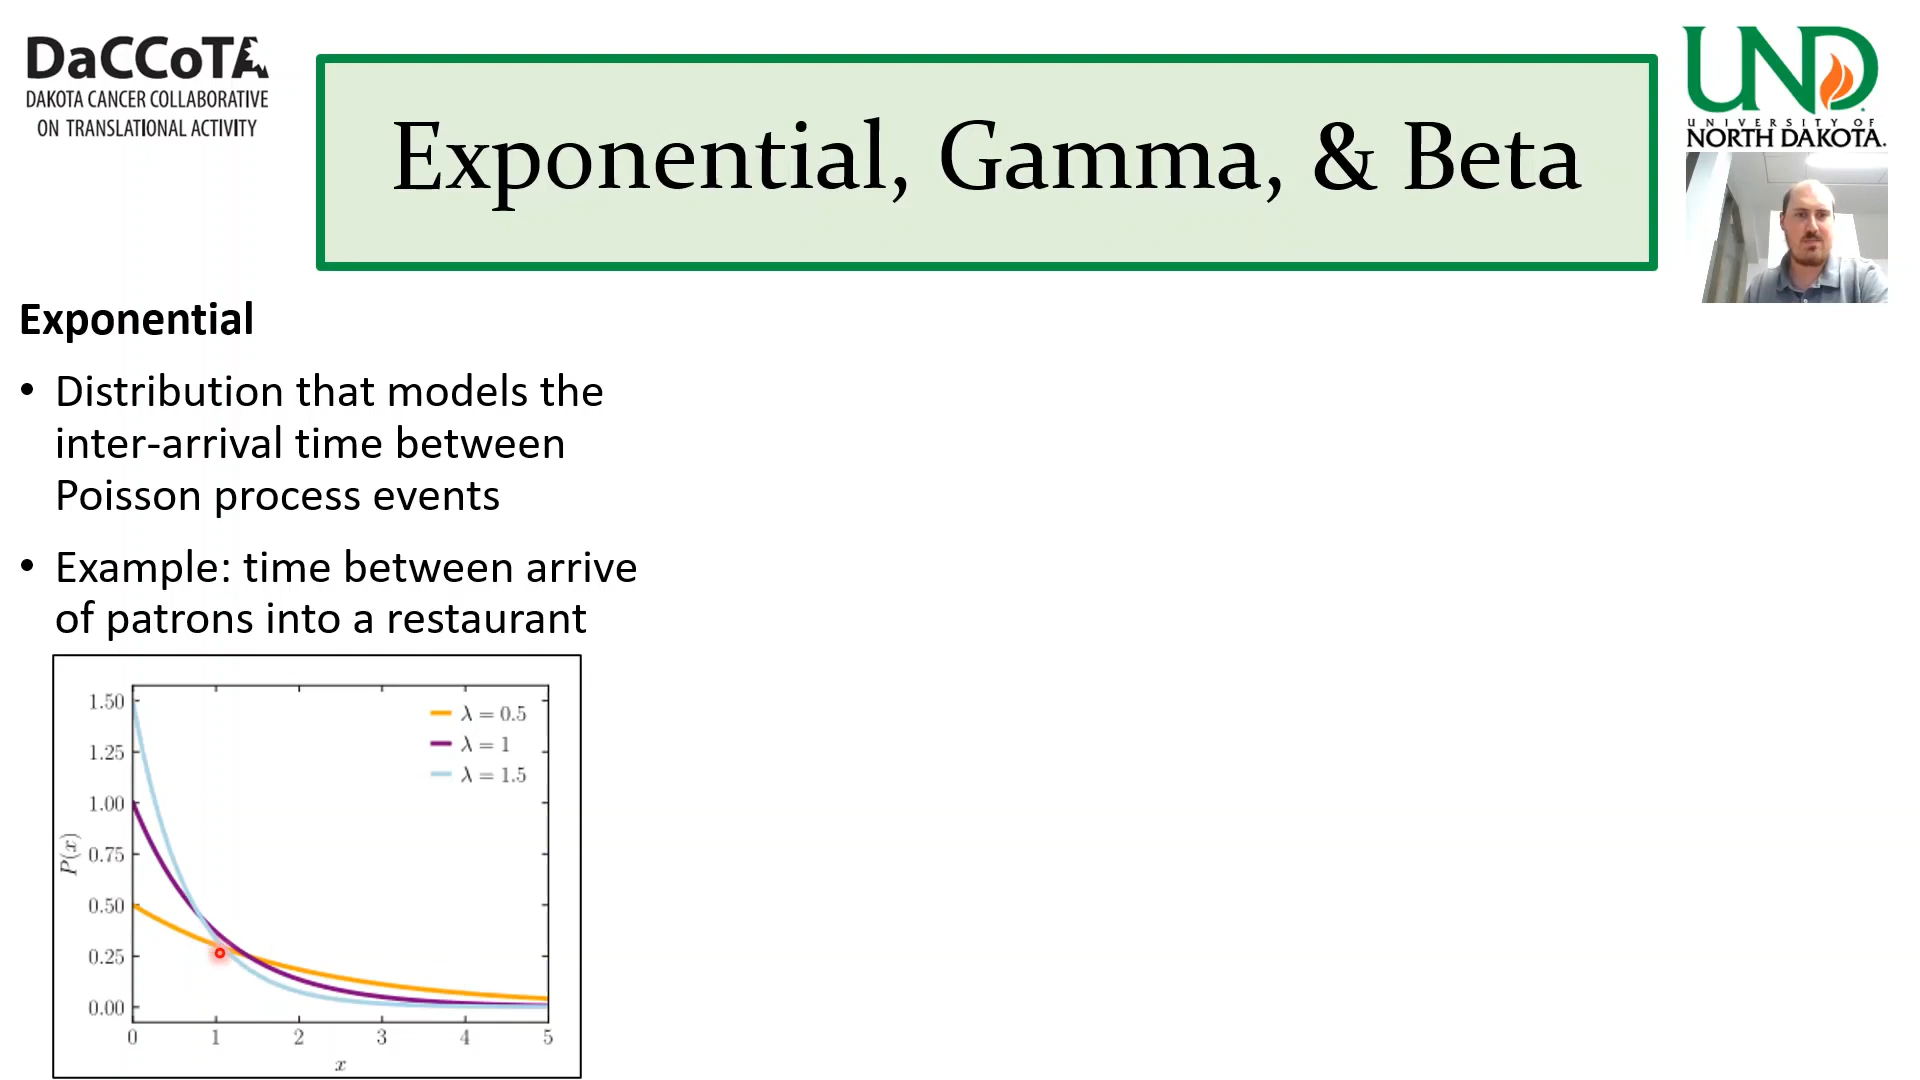 DaCCoTA
DAKOTA CANCER COLLABORATIVE
ON TRANSLATIONAL ACTIVITY
Exponential, Gamma, & Beta
UND
UNIVERSITY OF
NORTH DAKOTA.
Exponential
• Distribution that models the
inter-arrival time between
Poisson process events
• Example: time between arrive
of patrons into a restaurant
1.50
1.25
1.00
0.75
0.50
0.25
0.00
P(x)
λ = 0.5
λ = 1
λ = 1.5
0 1 2 3 4 5
x